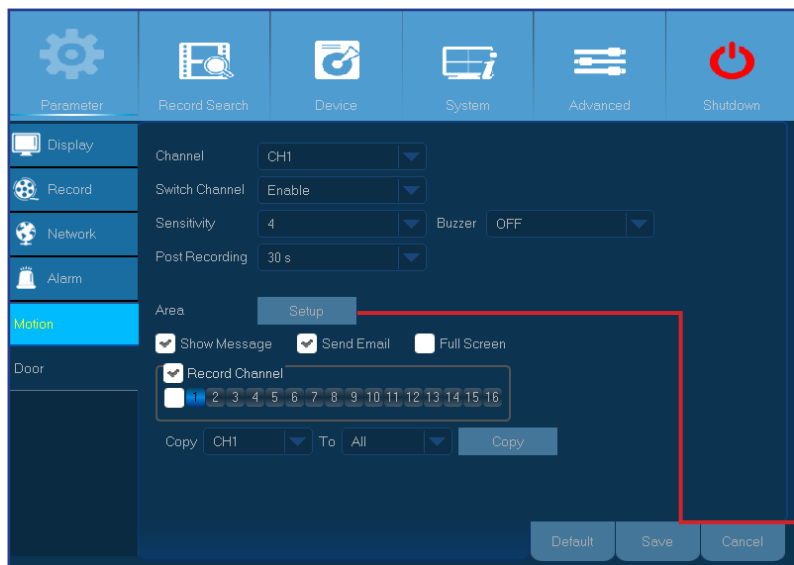 Parameter Record Search Device System Advanced Shutdown
Display
Record
Network
Alarm
Motion
Door
Channel CH1
Switch Channel Enable
Sensitivity 4 Buzzer OFF
Post Recording 30 s
Area Setup
Show Message Send Email Full Screen
Record Channel
1 2 3 4 5 6 7 8 9 10 11 12 13 14 15 16
Copy CH1 To All Copy
Default Save Cancel